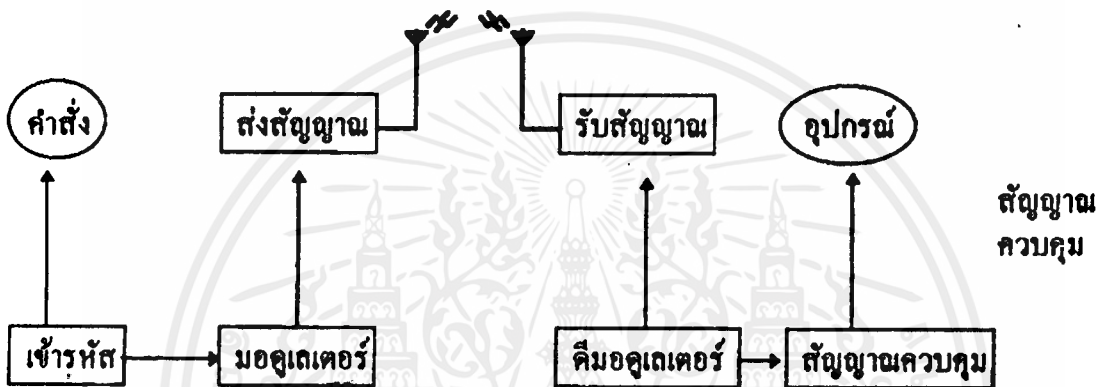 คำสั่ง
ส่งสัญญาณ
รับสัญญาณ
อุปกรณ์
สัญญาณ
ควบคุม
เข้ารหัส
มอดูเลเตอร์
ดีมอดูเลเตอร์
สัญญาณควบคุม